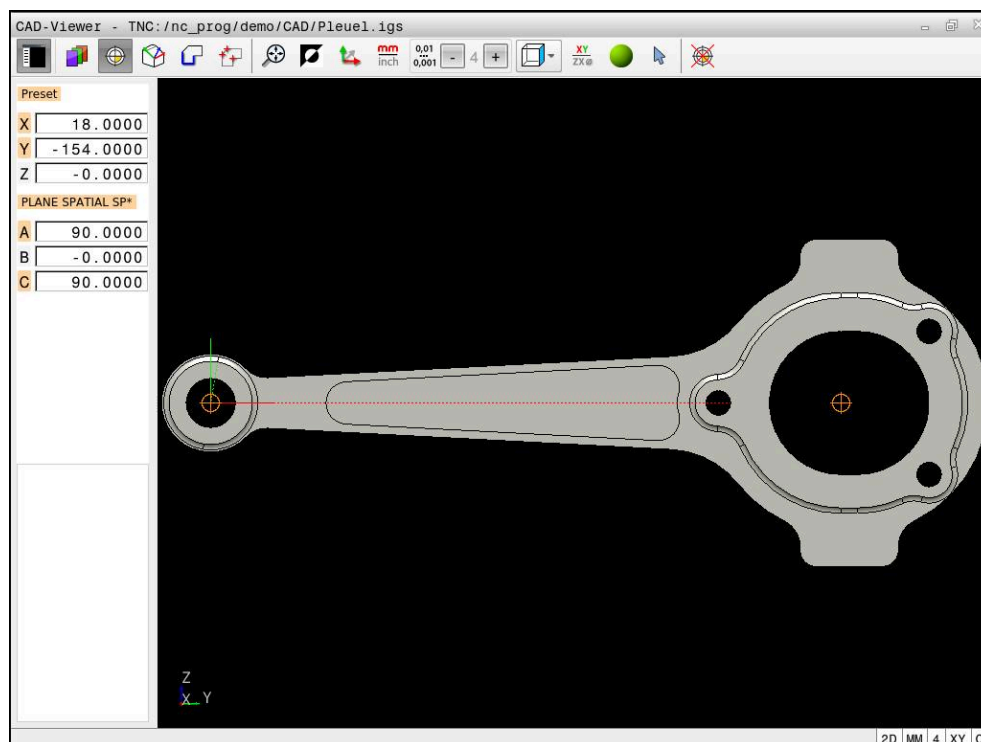 CAD-Viewer - TNC:/nc_prog/demo/CAD/Pleuel.igs
mm
inch
0,01
0,001
- 4 +
XY
ZX
Preset
X 18.0000
Y -154.0000
Z -0.0000
PLANE SPATIAL SP*
A 90.0000
B -0.0000
C 90.0000
Z
X Y
2D MM 4 XY